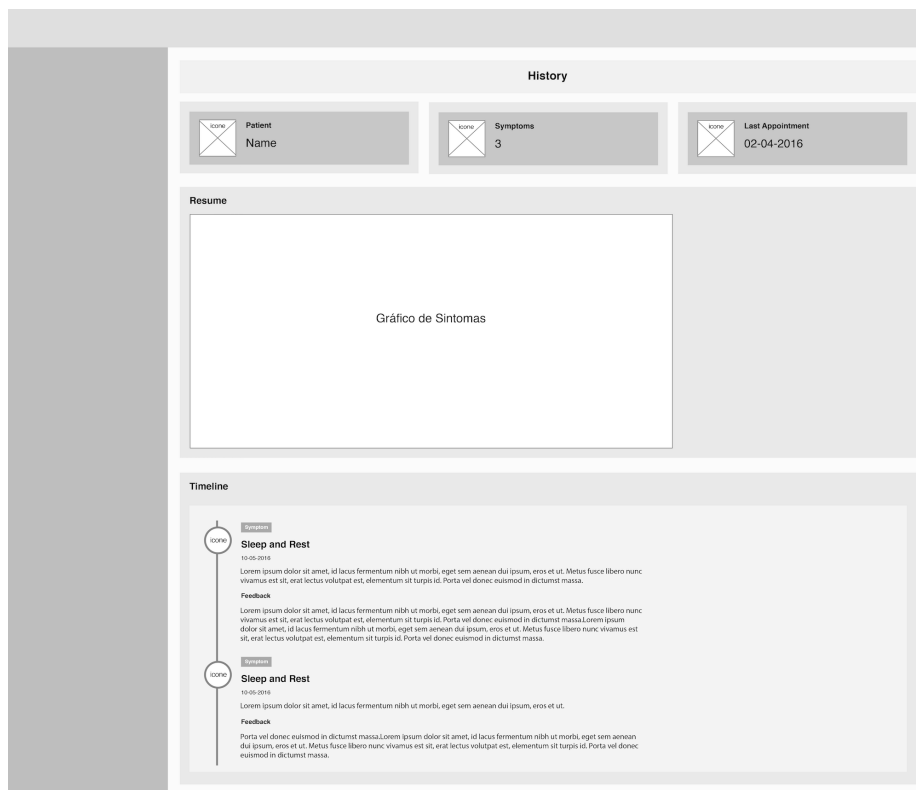 History
icone
Patient
Name
icone
Symptoms
3
icone
Last Appointment
02-04-2016
Resume
Gráfico de Sintomas
Timeline
icone
Symptom
Sleep and Rest
10-05-2016
Lorem ipsum dolor sit amet, id lacus fermentum nibh ut morbi, eget sem aenean dui ipsum, eros et ut. Metus fusce libero nunc
vivamus est sit, erat lectus volutpat est, elementum sit turpis id. Porta vel donec euismod in dictumst massa.
Feedback
Lorem ipsum dolor sit amet, id lacus fermentum nibh ut morbi, eget sem aenean dui ipsum, eros et ut. Metus fusce libero nunc
vivamus est sit, erat lectus volutpat est, elementum sit turpis id. Porta vel donec euismod in dictumst massa.Lorem ipsum
dolor sit amet, id lacus fermentum nibh ut morbi, eget sem aenean dui ipsum, eros et ut. Metus fusce libero nunc vivamus est
sit, erat lectus volutpat est, elementum sit turpis id. Porta vel donec euismod in dictumst massa.
icone
Symptom
Sleep and Rest
10-05-2016
Lorem ipsum dolor sit amet, id lacus fermentum nibh ut morbi, eget sem aenean dui ipsum, eros et ut.
Feedback
Porta vel donec euismod in dictumst massa.Lorem ipsum dolor sit amet, id lacus fermentum nibh ut morbi, eget sem aenean
dui ipsum, eros et ut. Metus fusce libero nunc vivamus est sit, erat lectus volutpat est, elementum sit turpis id. Porta vel donec
euismod in dictumst massa.